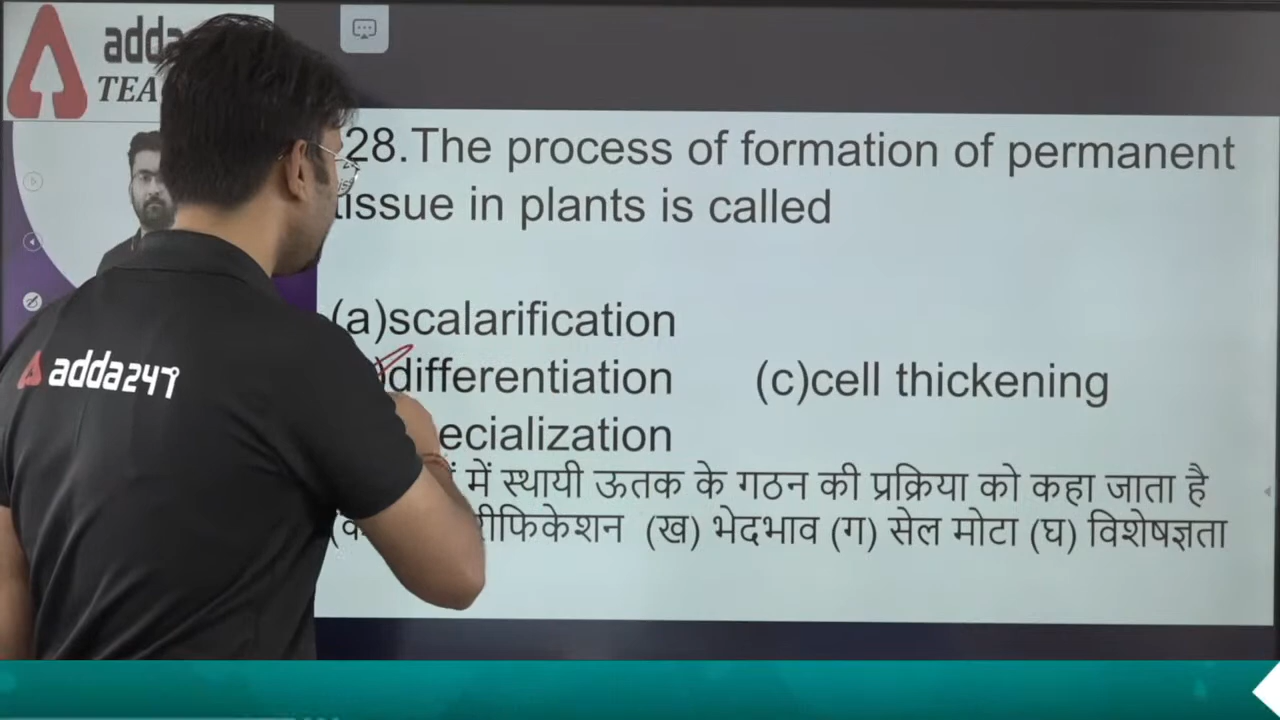 adda
TEA
28.The process of formation of permanent
tissue in plants is called
(a)scalarification
)differentiation (c)cell thickening
ecialization
में स्थायी ऊतक के गठन की प्रक्रिया को कहा जाता है
रीफिकेशन (ख) भेदभाव (ग) सेल मोटा (घ) विशेषज्ञता
adda247